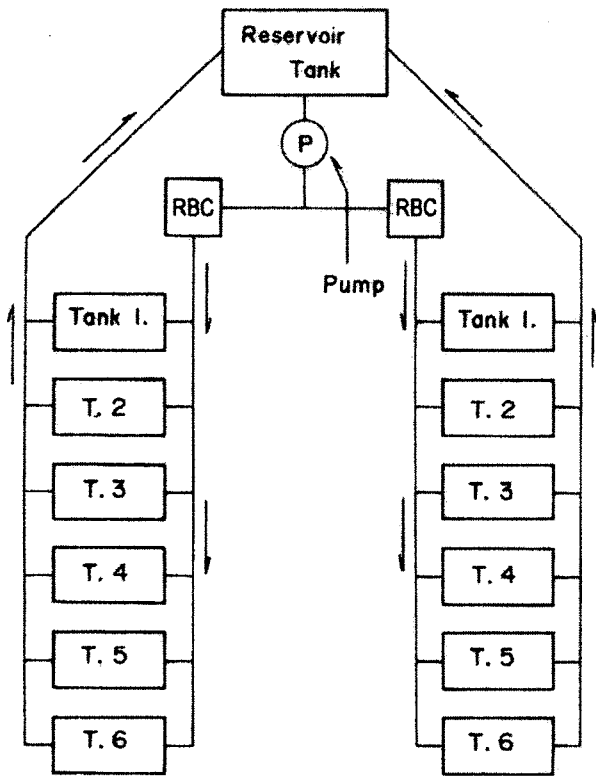 Reservoir
Tank
P
RBC
RBC
Pump
Tank 1.
Tank 1.
T. 2
T. 2
T. 3
T. 3
T. 4
T. 4
T. 5
T. 5
T. 6
T. 6